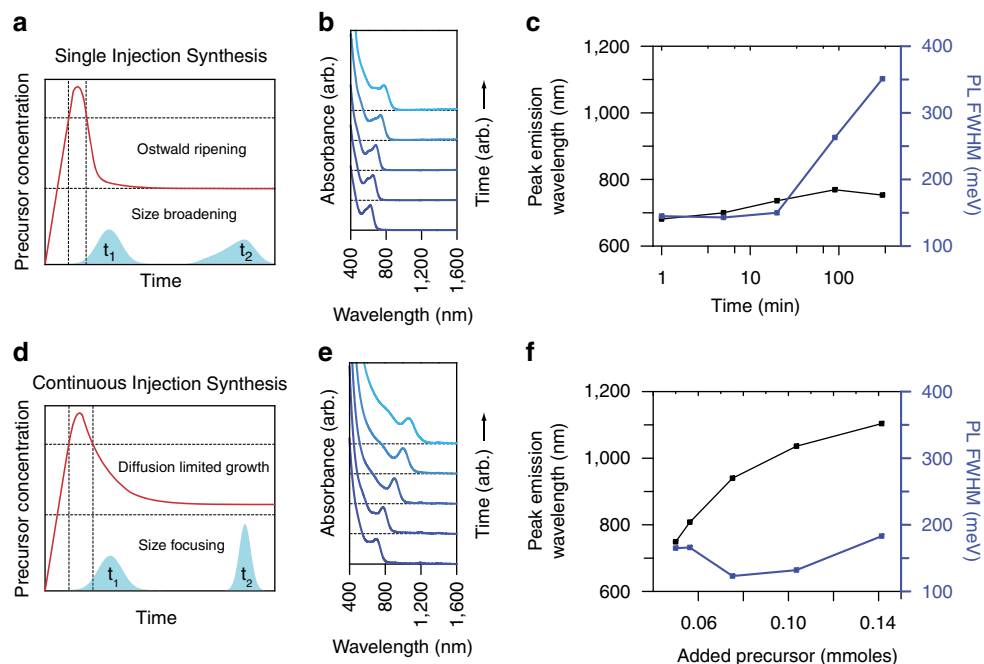 a
Single Injection Synthesis
Precursor concentration
Ostwald ripening
Size broadening
t1
t2
Time
b
Absorbance (arb.)
Time (arb.)
400
800
1,200
1,600
Wavelength (nm)
c
Peak emission
wavelength (nm)
1,200
1,000
800
600
400
350
300
250
200
150
100
PL FWHM
(meV)
1
10
100
Time (min)
d
Continuous Injection Synthesis
Precursor concentration
Diffusion limited growth
Size focusing
t1
t2
Time
e
Absorbance (arb.)
Time (arb.)
400
800
1,200
1,600
Wavelength (nm)
f
Peak emission
wavelength (nm)
1,200
1,000
800
600
400
300
200
100
PL FWHM
(meV)
0.06
0.10
0.14
Added precursor (mmoles)